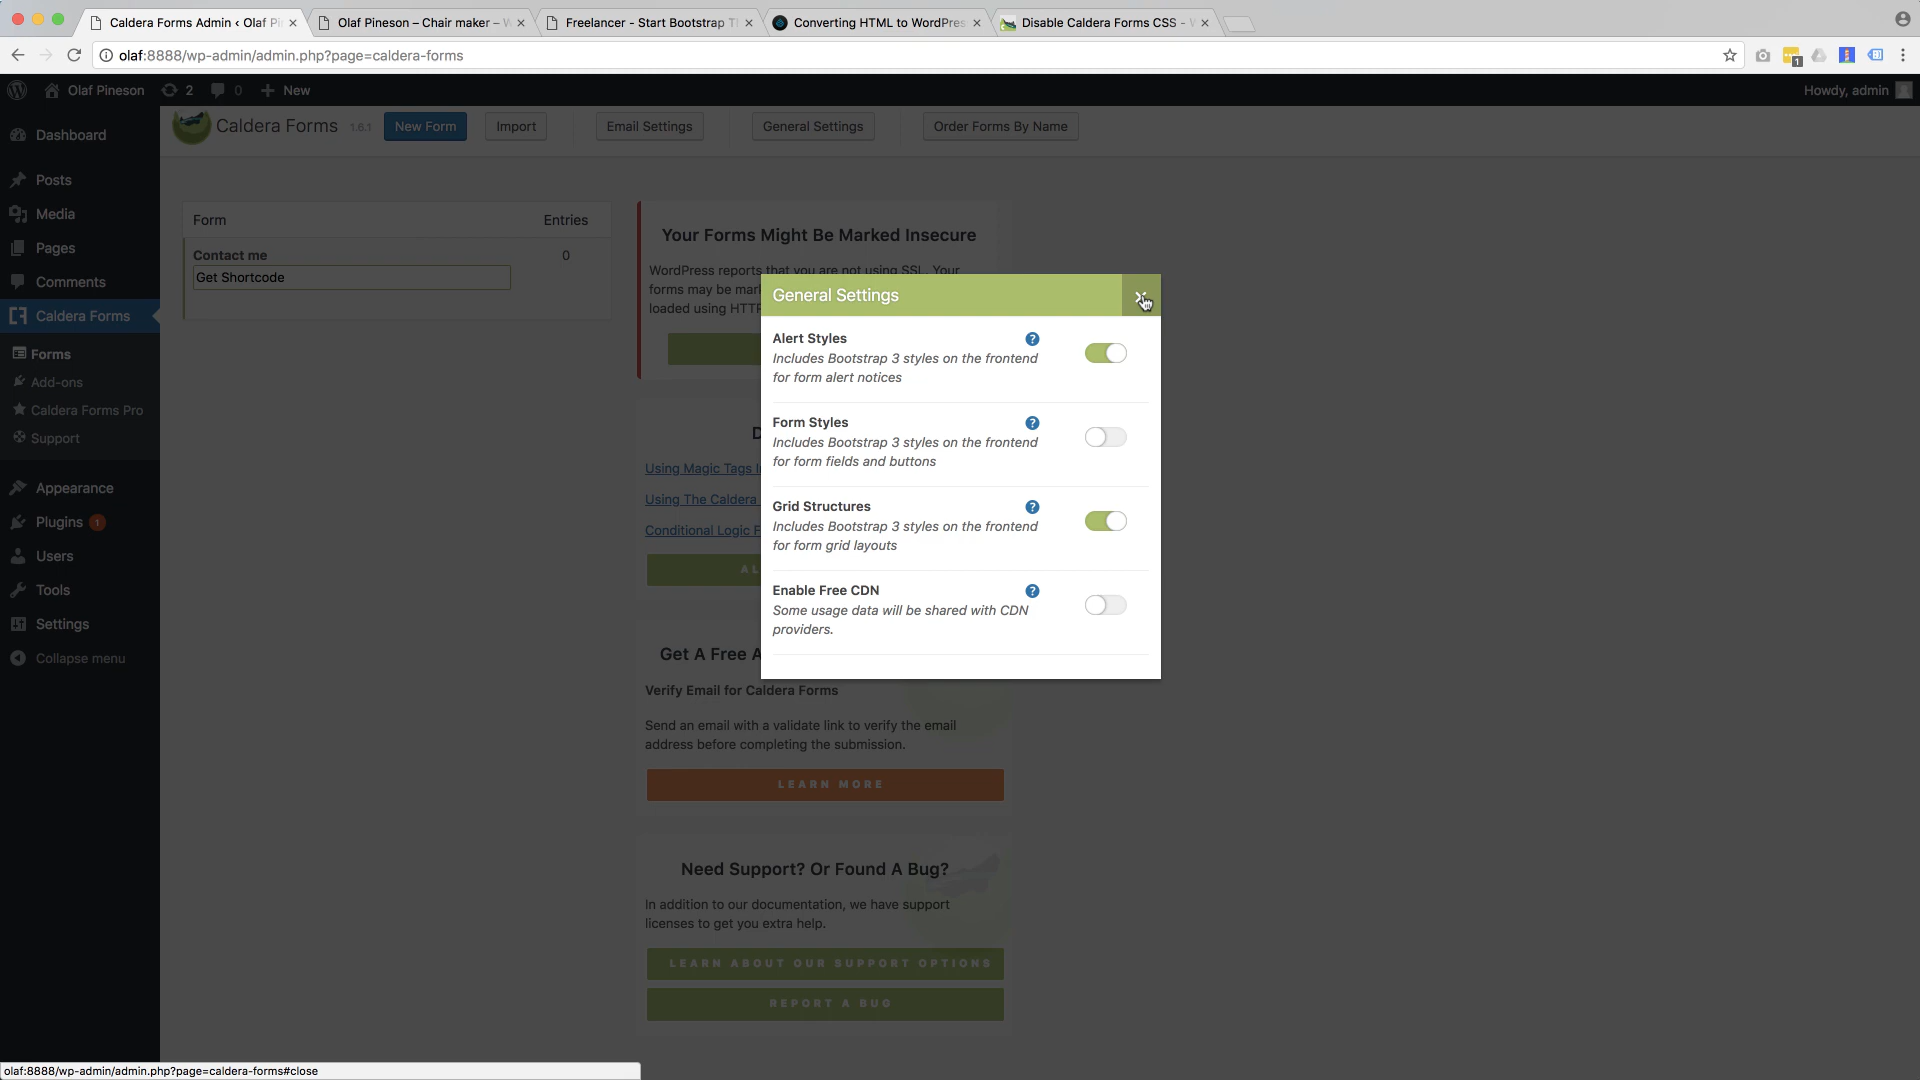 Caldera Forms Admin ‹ Olaf Pi
Olaf Pineson – Chair maker – W
Freelancer - Start Bootstrap T
Converting HTML to WordPres
Disable Caldera Forms CSS - W
olaf:8888/wp-admin/admin.php?page=caldera-forms
1
Olaf Pineson
2
0
New
Howdy, admin
Dashboard
Posts
Media
Pages
Comments
Caldera Forms
Forms
Add-ons
Caldera Forms Pro
Support
Appearance
Plugins 1
Users
Tools
Settings
Collapse menu
Caldera Forms 1.6.1
New Form
Import
Email Settings
General Settings
Order Forms By Name
Form Entries
Contact me 0
Get Shortcode
Your Forms Might Be Marked Insecure
WordPress reports that you are not using SSL. Your
forms may be mar
loaded using HTTP
D
Using Magic Tags I
Using The Caldera
Conditional Logic F
AL
Get A Free A
Verify Email for Caldera Forms
Send an email with a validate link to verify the email
address before completing the submission.
LEARN MORE
Need Support? Or Found A Bug?
In addition to our documentation, we have support
licenses to get you extra help.
LEARN ABOUT OUR SUPPORT OPTIONS
REPORT A BUG
General Settings
Alert Styles ?
Includes Bootstrap 3 styles on the frontend
for form alert notices
Form Styles ?
Includes Bootstrap 3 styles on the frontend
for form fields and buttons
Grid Structures ?
Includes Bootstrap 3 styles on the frontend
for form grid layouts
Enable Free CDN ?
Some usage data will be shared with CDN
providers.
olaf:8888/wp-admin/admin.php?page=caldera-forms#close